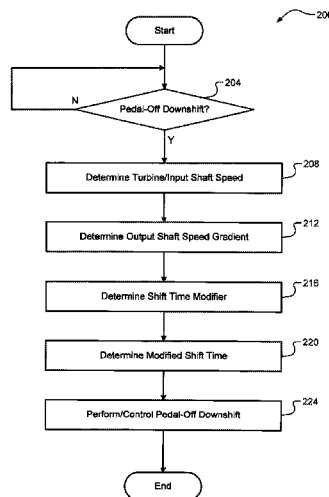 200
Start
204
Pedal-Off Downshift?
N
Y
208
Determine Turbine/Input Shaft Speed
212
Determine Output Shaft Speed Gradient
216
Determine Shift Time Modifier
220
Determine Modified Shift Time
224
Perform/Control Pedal-Off Downshift
End